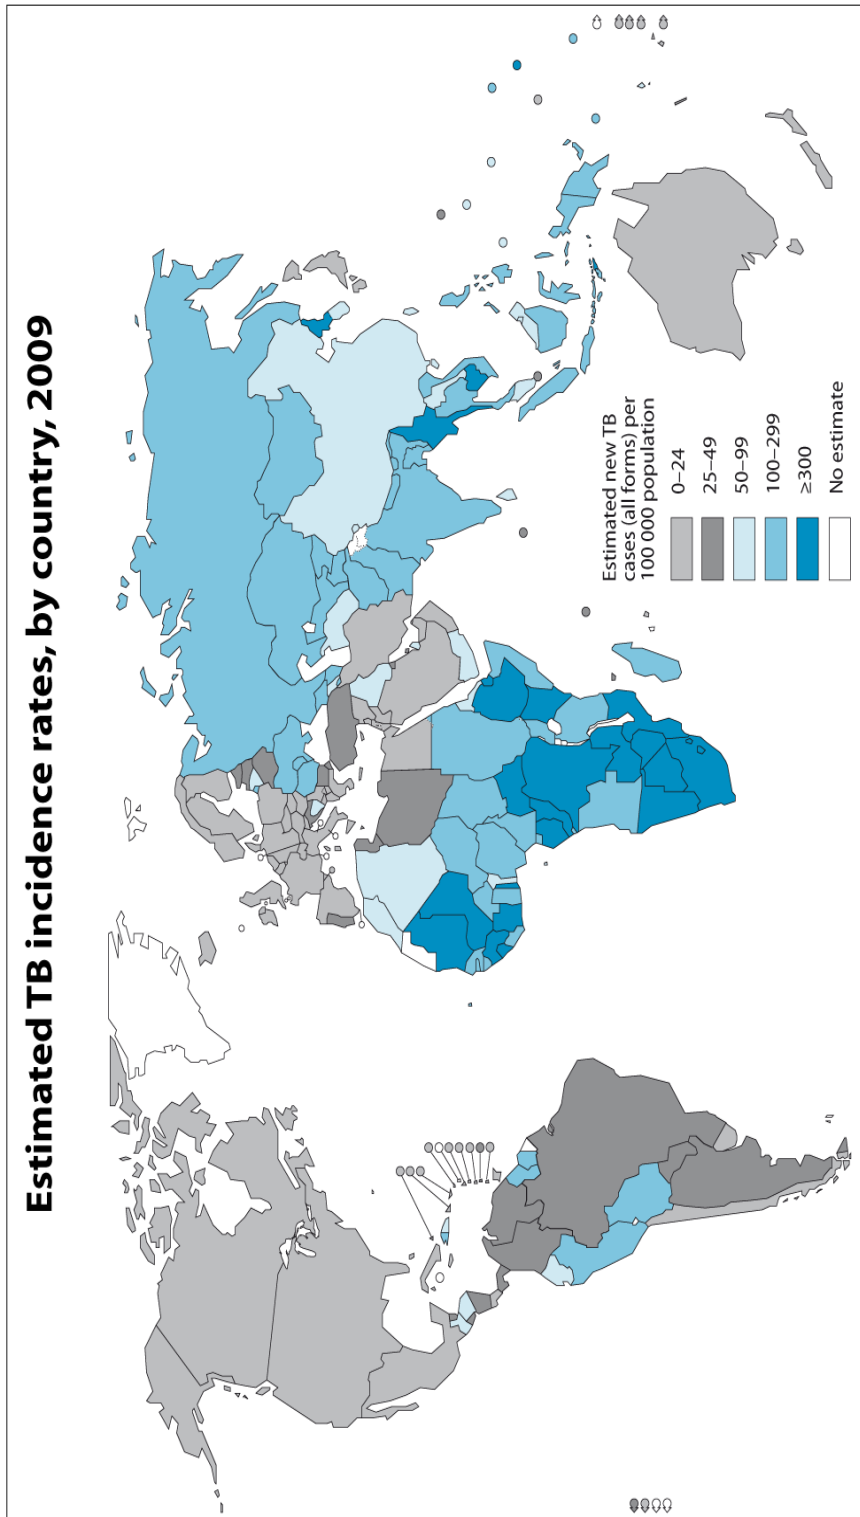 Estimated TB incidence rates, by country, 2009
Estimated new TB
cases (all forms) per
100 000 population
0–24
25–49
50–99
100–299
≥300
No estimate